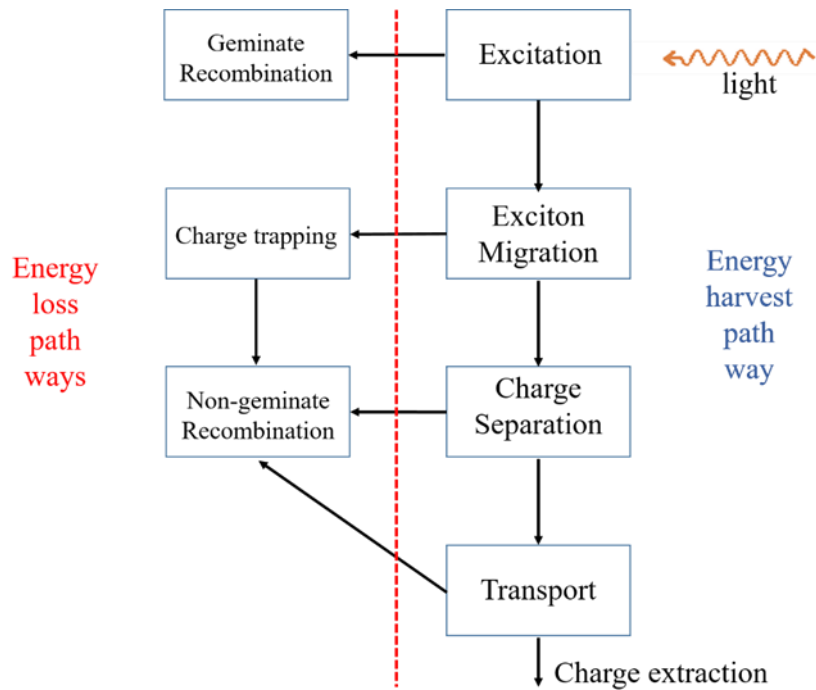 Geminate
Recombination
Excitation
light
Charge trapping
Exciton
Migration
Energy
loss
path
ways
Energy
harvest
path
way
Non-geminate
Recombination
Charge
Separation
Transport
Charge extraction